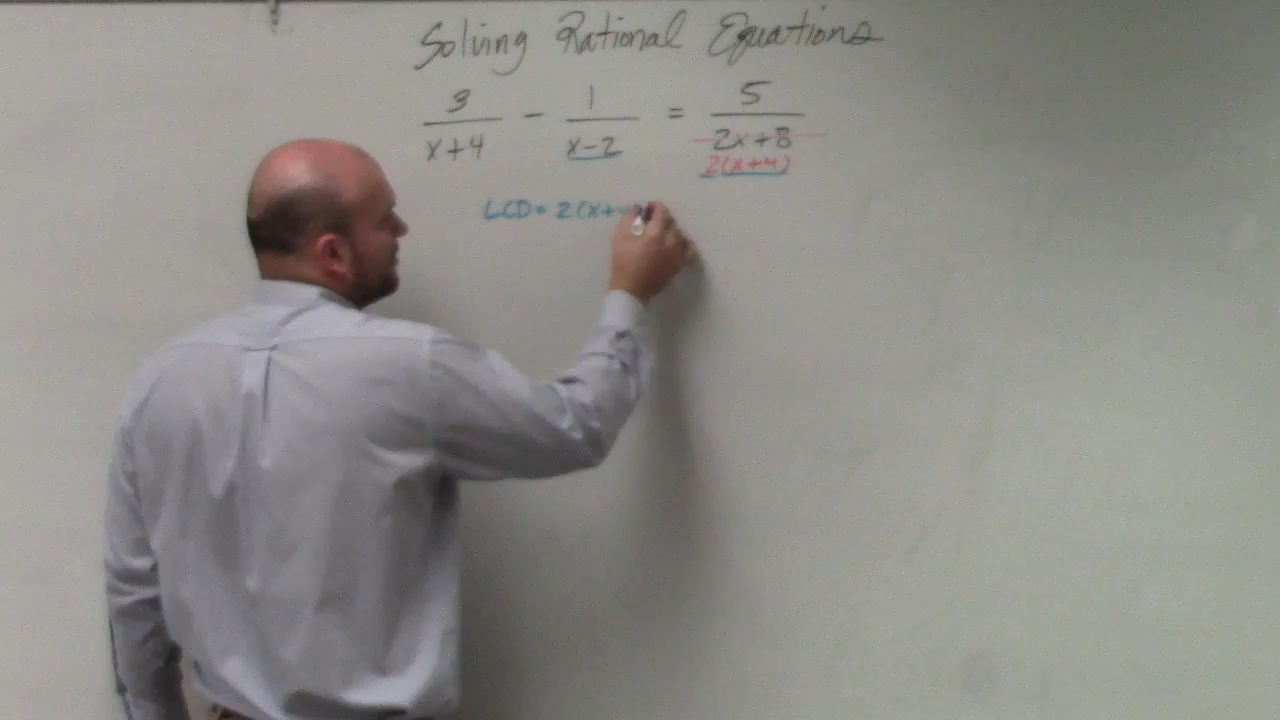 Solving Rational Equations
3/(x+4) - 1/(x-2) = 5/(2x+8)
2(x+4)
LCD = 2(x+